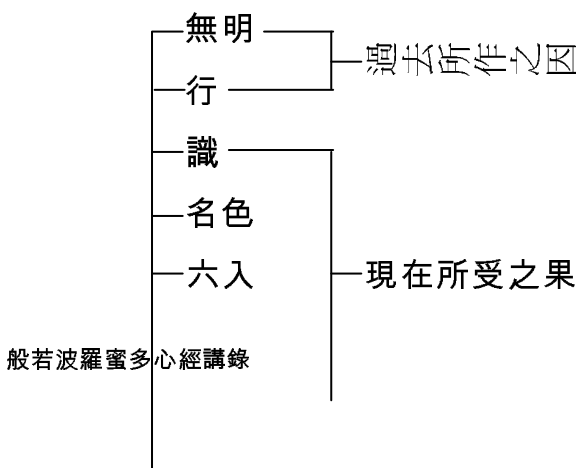 無明
過去所作之因
行
識
名色
六入
現在所受之果
般若波羅蜜多心經講錄